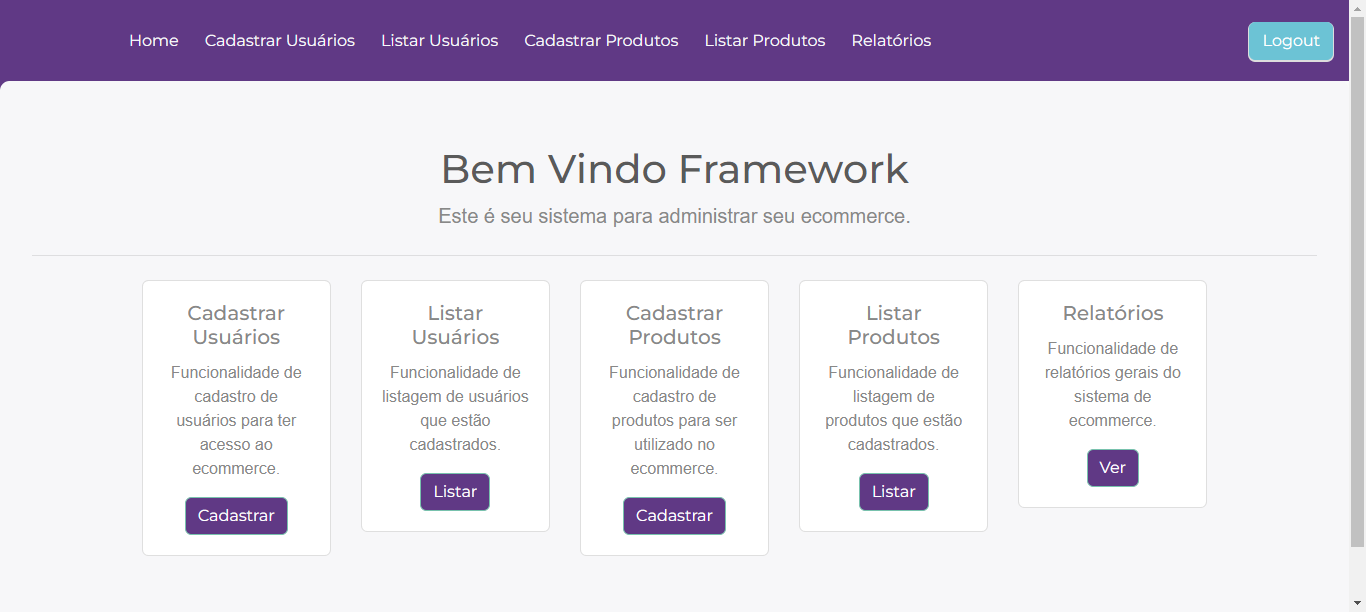 Home Cadastrar Usuários Listar Usuários Cadastrar Produtos Listar Produtos Relatórios Logout
Bem Vindo Framework
Este é seu sistema para administrar seu ecommerce.
Cadastrar
Usuários
Funcionalidade de
cadastro de
usuários para ter
acesso ao
ecommerce.
Cadastrar
Listar
Usuários
Funcionalidade de
listagem de usuários
que estão
cadastrados.
Listar
Cadastrar
Produtos
Funcionalidade de
cadastro de
produtos para ser
utilizado no
ecommerce.
Cadastrar
Listar
Produtos
Funcionalidade de
listagem de
produtos que estão
cadastrados.
Listar
Relatórios
Funcionalidade de
relatórios gerais do
sistema de
ecommerce.
Ver